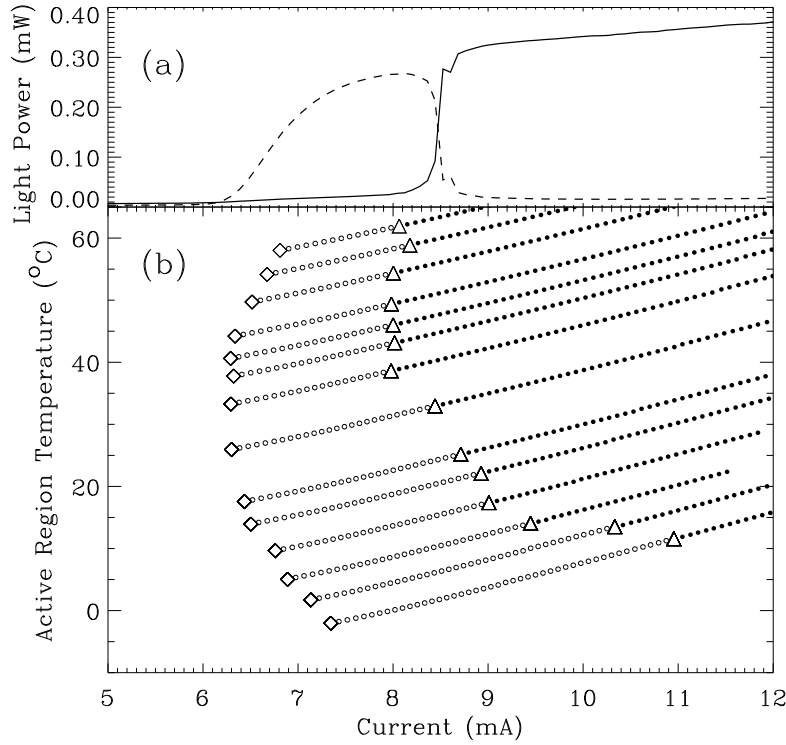 Light Power (mW)
0.40
0.30
0.20
0.10
0.00
(a)
Active Region Temperature (°C)
60
40
20
0
(b)
5 6 7 8 9 10 11 12
Current (mA)